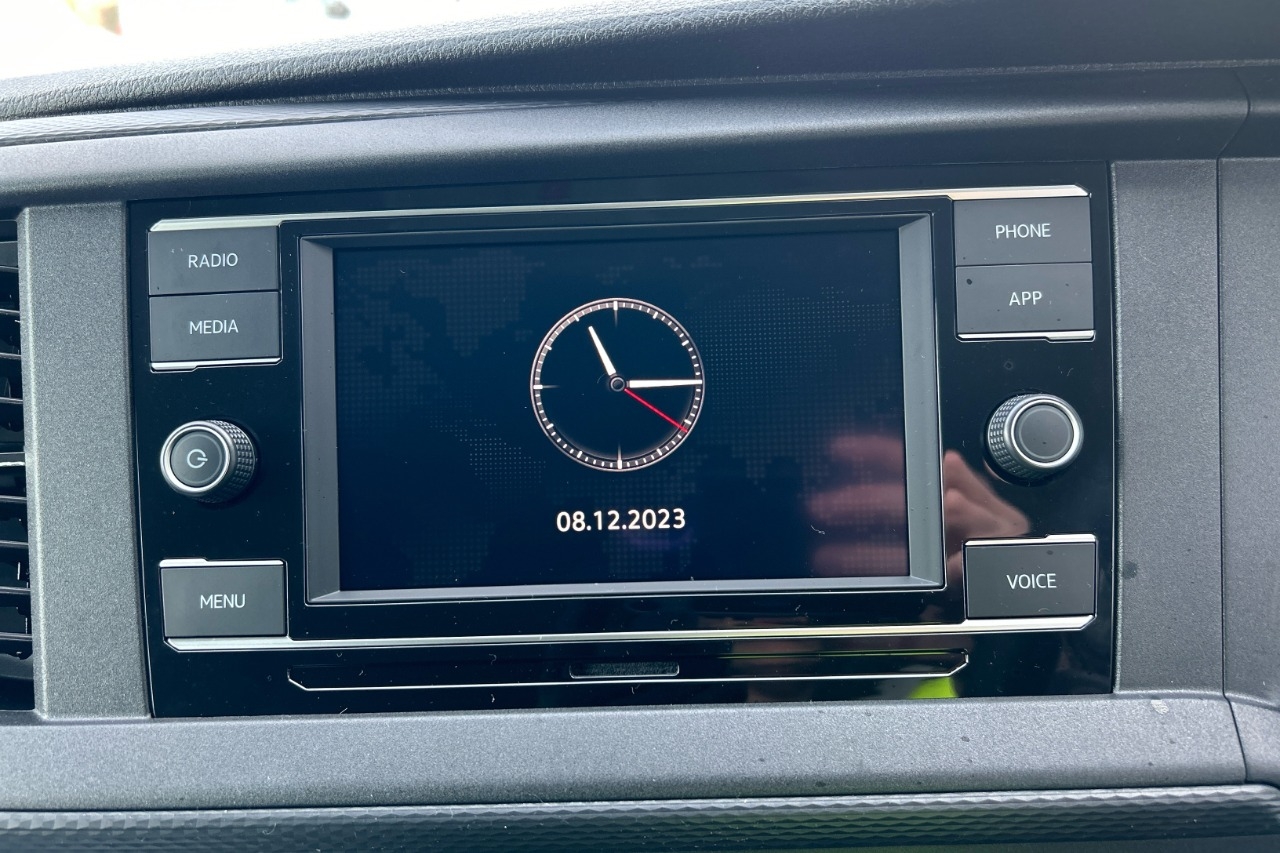 RADIO
MEDIA
MENU
08.12.2023
PHONE
APP
VOICE